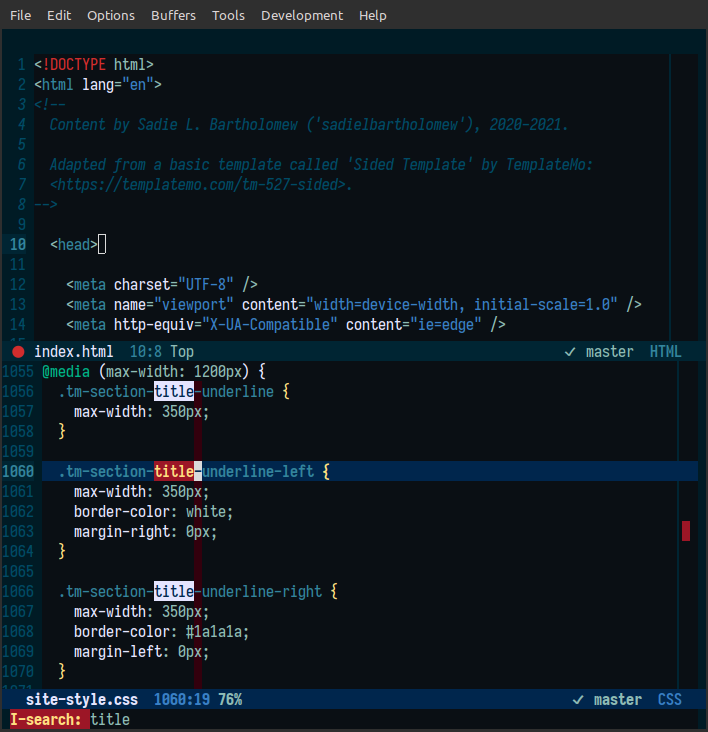 File Edit Options Buffers Tools Development Help
1 <!DOCTYPE html>
2 <html lang="en">
3 <!--
4 Content by Sadie L. Bartholomew ('sadielbartholomew'), 2020-2021.
5
6 Adapted from a basic template called 'Sided Template' by TemplateMo:
7 <https://templatemo.com/tm-527-sided>.
8 -->
9
10 <head>
11
12 <meta charset="UTF-8" />
13 <meta name="viewport" content="width=device-width, initial-scale=1.0" />
14 <meta http-equiv="X-UA-Compatible" content="ie=edge" />
index.html 10:8 Top ✓ master HTML
1055 @media (max-width: 1200px) {
1056 .tm-section-title-underline {
1057 max-width: 350px;
1058 }
1059
1060 .tm-section-title-underline-left {
1061 max-width: 350px;
1062 border-color: white;
1063 margin-right: 0px;
1064 }
1065
1066 .tm-section-title-underline-right {
1067 max-width: 350px;
1068 border-color: #1a1a1a;
1069 margin-left: 0px;
1070 }
site-style.css 1060:19 76% ✓ master CSS
I-search: title